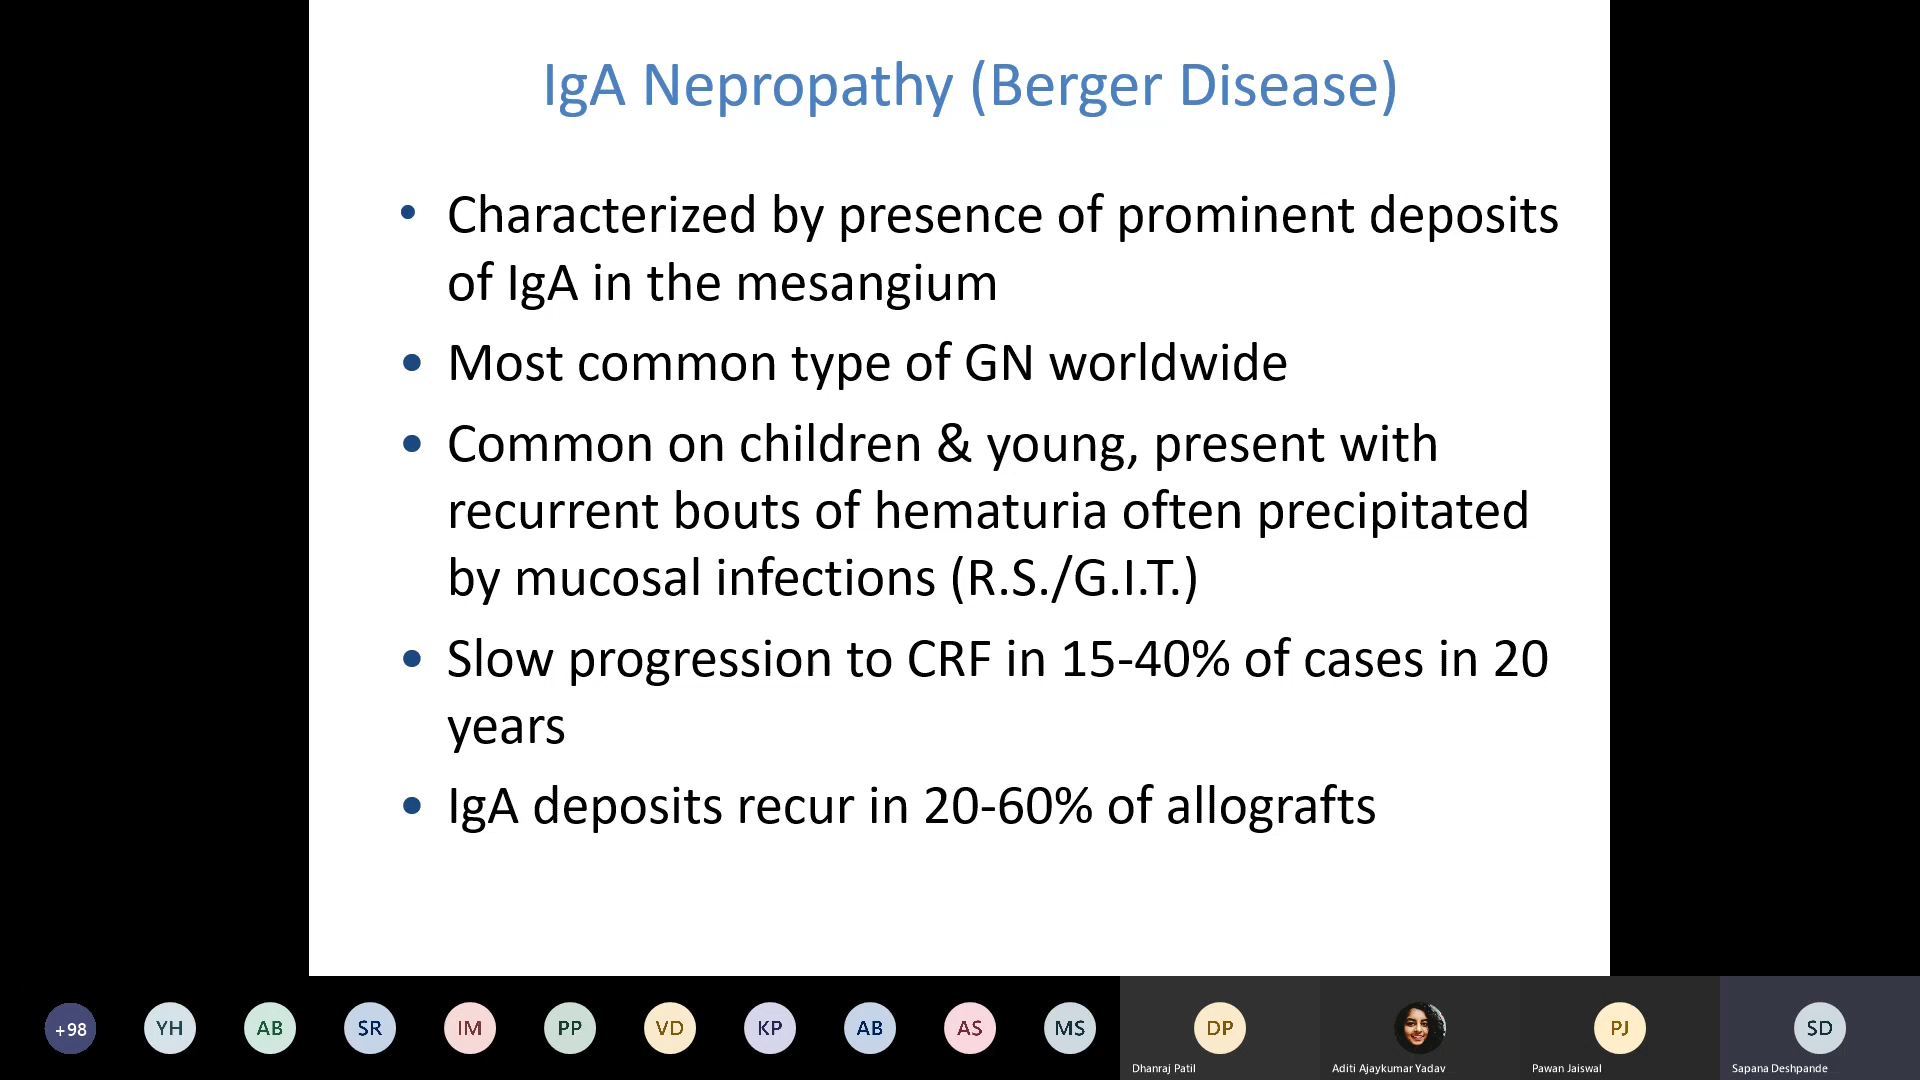 IgA Nepropathy (Berger Disease)
• Characterized by presence of prominent deposits
of IgA in the mesangium
• Most common type of GN worldwide
• Common on children & young, present with
recurrent bouts of hematuria often precipitated
by mucosal infections (R.S./G.I.T.)
• Slow progression to CRF in 15-40% of cases in 20
years
• IgA deposits recur in 20-60% of allografts
+98 YH AB SR IM PP VD KP AB AS MS DP PJ SD
Dhanraj Patil Aditi Ajaykumar Yadav Pawan Jaiswal Sapana Deshpande